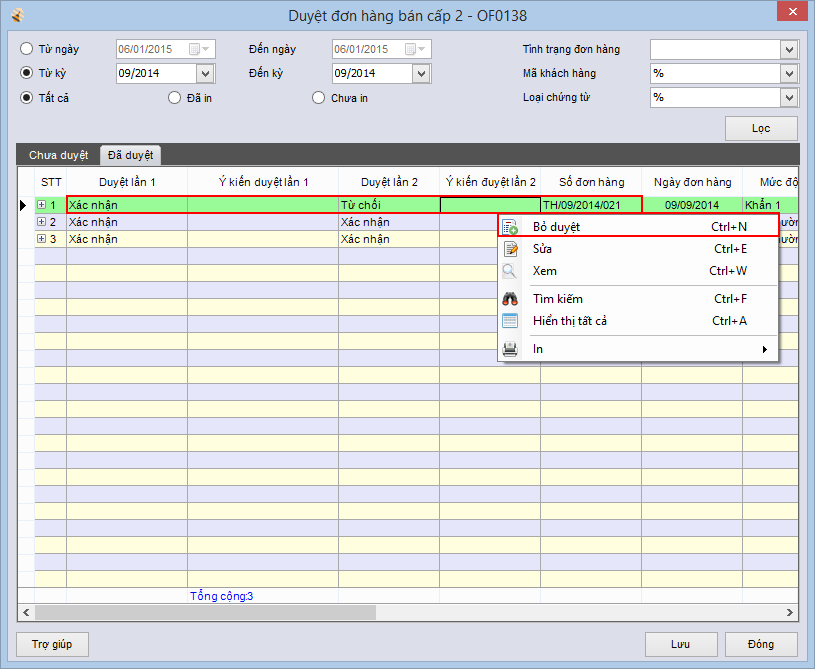 Duyệt đơn hàng bán cấp 2 - OF0138
Từ ngày 06/01/2015 Đến ngày 06/01/2015 Tình trạng đơn hàng
Từ kỳ 09/2014 Đến kỳ 09/2014 Mã khách hàng %
Tất cả Đã in Chưa in Loại chứng từ %
Lọc
Chưa duyệt Đã duyệt
STT Duyệt lần 1 Ý kiến duyệt lần 1 Duyệt lần 2 Ý kiến duyệt lần 2 Số đơn hàng Ngày đơn hàng Mức độ
1 Xác nhận Từ chối TH/09/2014/021 09/09/2014 Khẩn 1
2 Xác nhận Xác nhận
3 Xác nhận Xác nhận
Bỏ duyệt Ctrl+N
Sửa Ctrl+E
Xem Ctrl+W
Tìm kiếm Ctrl+F
Hiển thị tất cả Ctrl+A
In
Tổng cộng:3
Trợ giúp Lưu Đóng